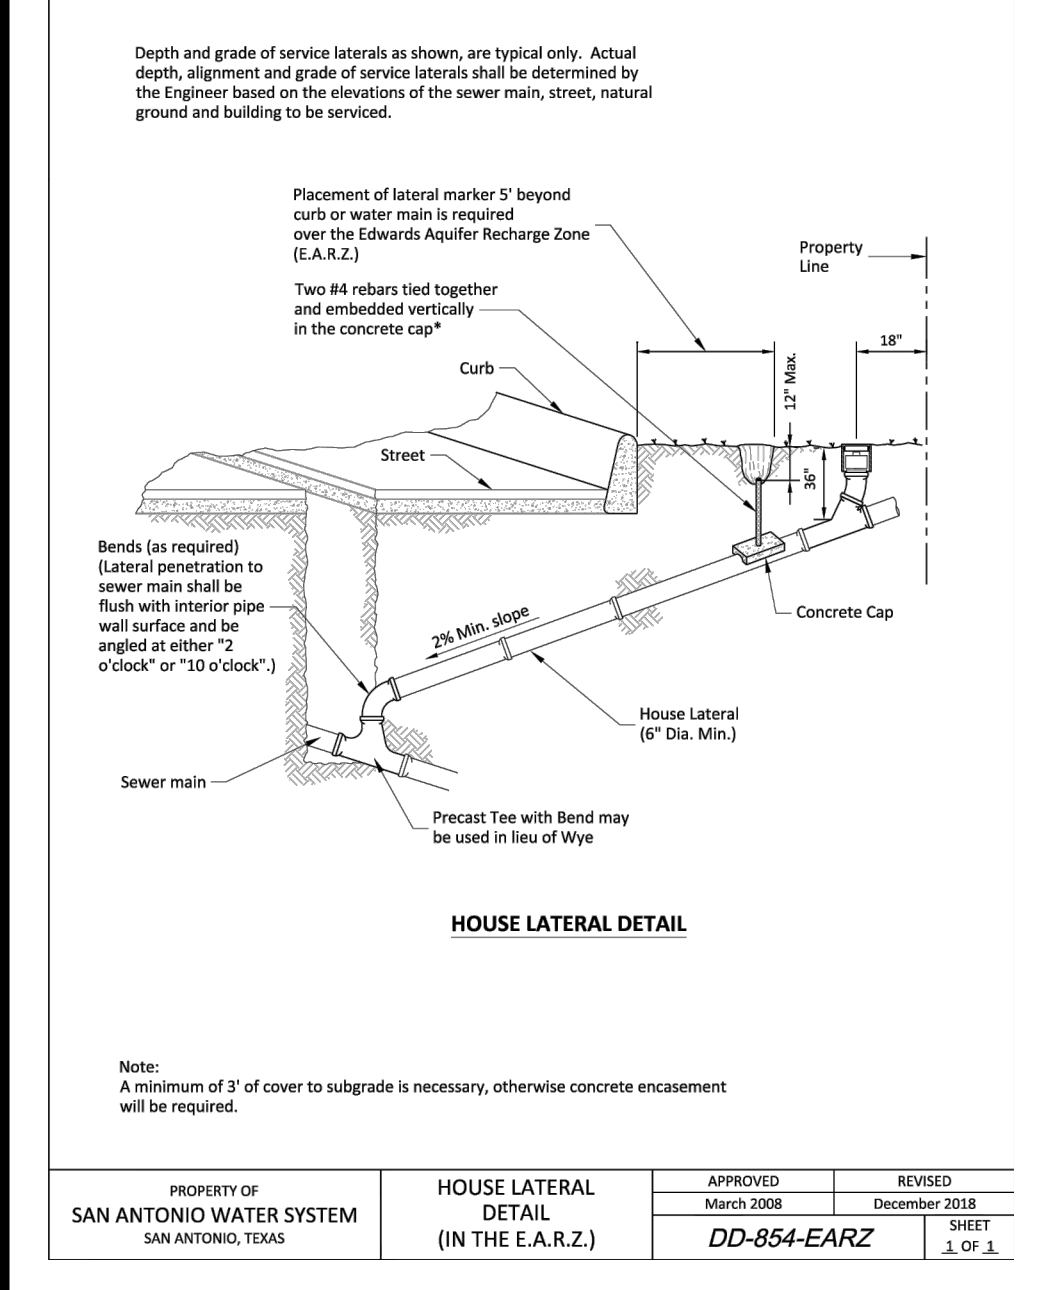 Depth and grade of service laterals as shown, are typical only.  Actual
depth, alignment and grade of service laterals shall be determined by
the Engineer based on the elevations of the sewer main, street, natural
ground and building to be serviced.
Placement of lateral marker 5' beyond
curb or water main is required
over the Edwards Aquifer Recharge Zone
(E.A.R.Z.)
Property
Line
Two #4 rebars tied together
and embedded vertically
in the concrete cap*
18"
12" Max.
Curb
Street
36"
Bends (as required)
(Lateral penetration to
sewer main shall be
flush with interior pipe
wall surface and be
angled at either "2
o'clock" or "10 o'clock".)
2% Min. slope
Concrete Cap
House Lateral
(6" Dia. Min.)
Sewer main
Precast Tee with Bend may
be used in lieu of Wye
HOUSE LATERAL DETAIL
Note:
A minimum of 3' of cover to subgrade is necessary, otherwise concrete encasement
will be required.
PROPERTY OF
SAN ANTONIO WATER SYSTEM
SAN ANTONIO, TEXAS
HOUSE LATERAL
DETAIL
(IN THE E.A.R.Z.)
APPROVED
March 2008
REVISED
December 2018
DD-854-EARZ
SHEET
1 OF 1